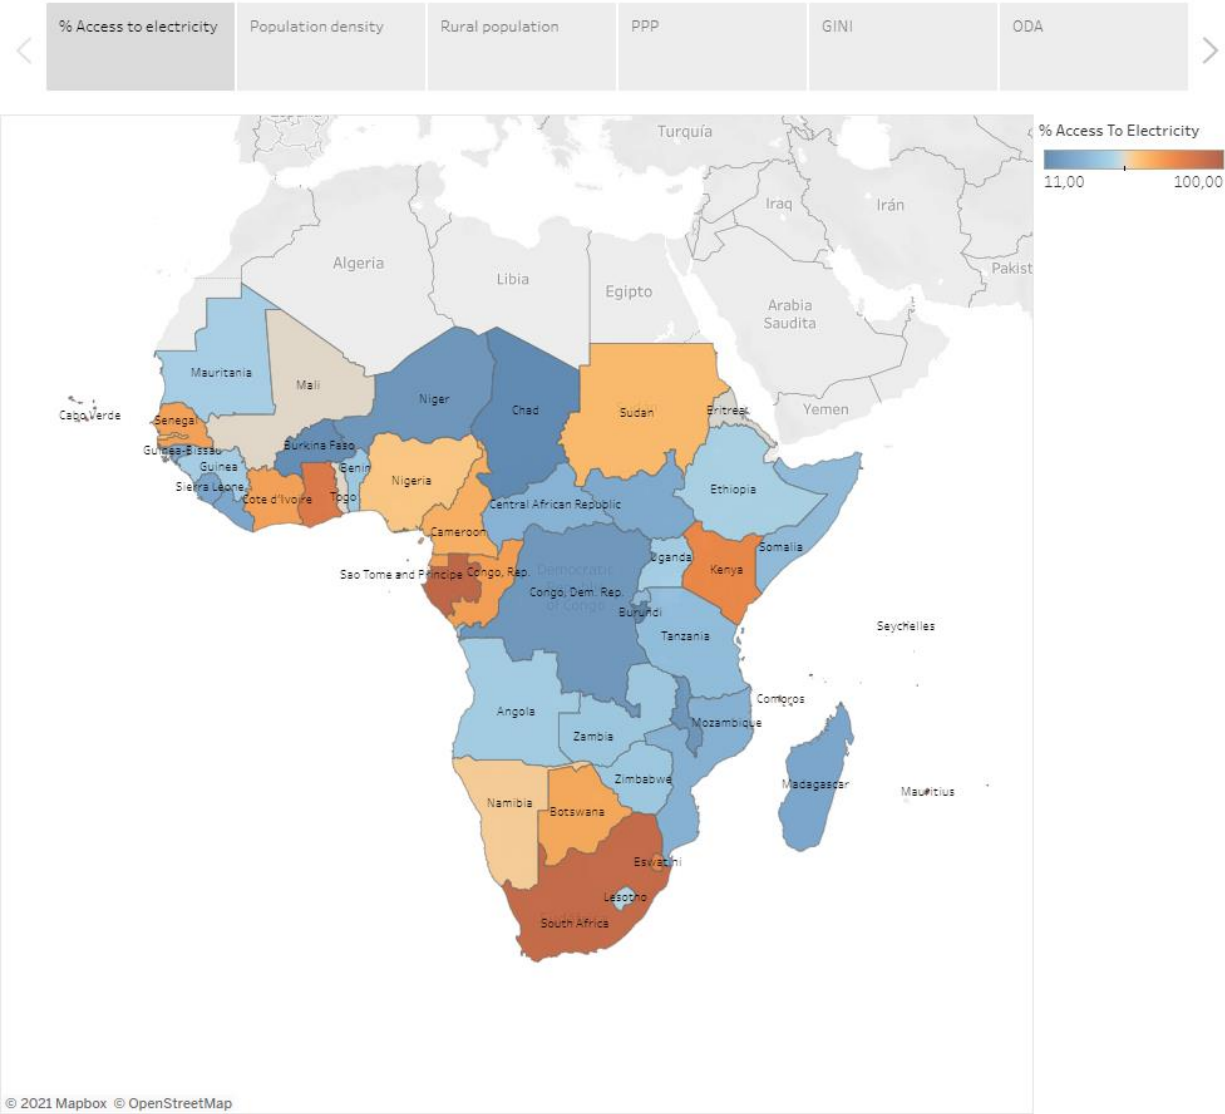 % Access to electricity
Population density
Rural population
PPP
GINI
ODA
% Access To Electricity
11,00
100,00
Turquía
Iraq
Irán
Pakist
Algeria
Libia
Egipto
Arabia
Saudita
Yemen
Mauritania
Mali
Niger
Chad
Sudan
Eritrea
Cabo Verde
Senegal
Guinea-Bissau
Burkina Faso
Guinea
Benin
Sierra Leone
Cote d'Ivoire
Togo
Nigeria
Ethiopia
Central African Republic
Cameroon
Somalia
Uganda
Kenya
Sao Tome and Principe
Congo, Rep.
Democratic
Congo, Dem. Rep.
of Congo
Burundi
Tanzania
Seychelles
Comoros
Angola
Zambia
Mozambique
Zimbabwe
Madagascar
Mauritius
Namibia
Botswana
Eswatini
Lesotho
South Africa
© 2021 Mapbox © OpenStreetMap